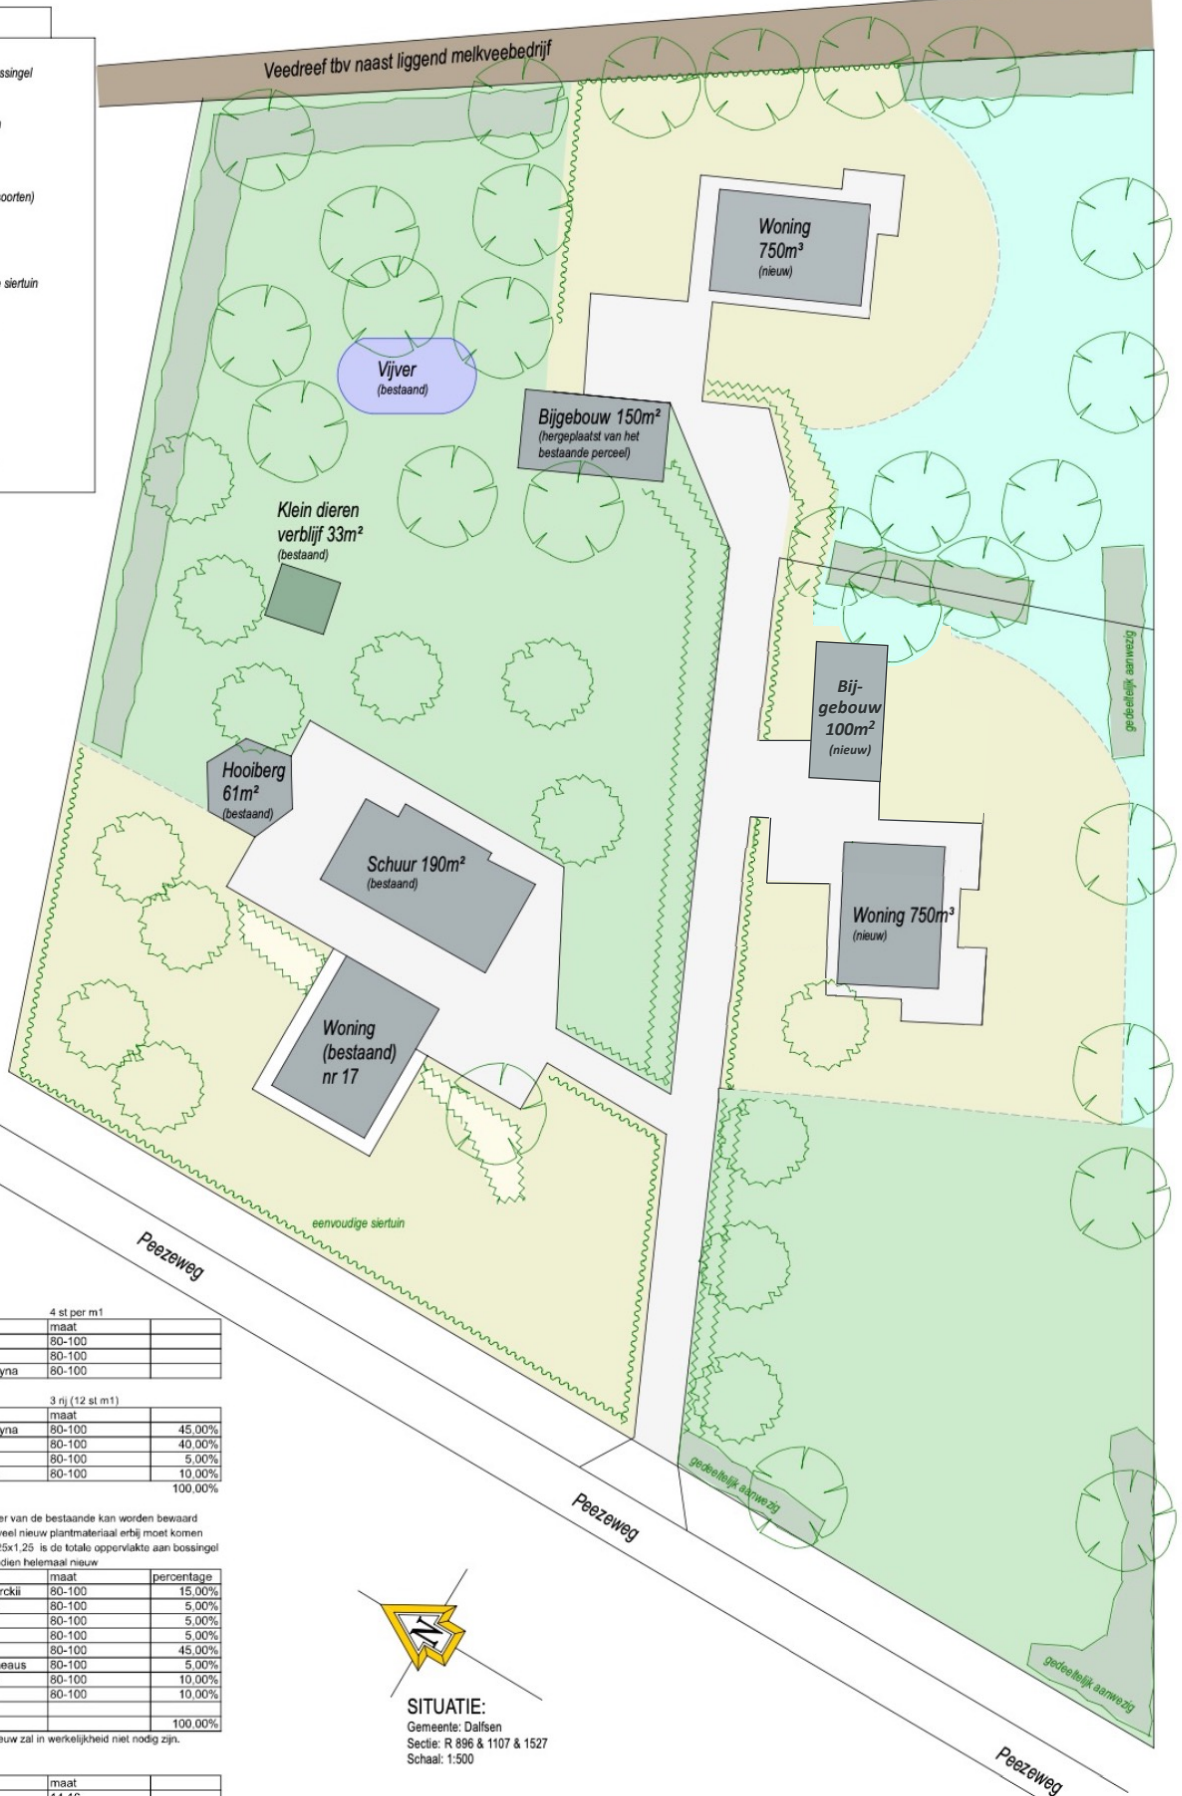 ssingel
soorten)
siertuin
Veedreef tbv naast liggend melkveebedrijf
Woning
750m³
(nieuw)
Vijver
(bestaand)
Bijgebouw 150m²
(hergeplaatst van het
bestaande perceel)
Klein dieren
verblijf 33m²
(bestaand)
gedeeltelijk aanwezig
Bij-
gebouw
100m²
(nieuw)
Hooiberg
61m²
(bestaand)
Schuur 190m²
(bestaand)
Woning 750m³
(nieuw)
Woning
(bestaand)
nr 17
eenvoudige siertuin
Peezeweg
gedeeltelijk aanwezig
Peezeweg
gedeeltelijk aanwezig
Peezeweg
4 st per m1
maat
80-100
80-100
yna 80-100
3 rij (12 st m1)
maat
yna 80-100 45,00%
80-100 40,00%
80-100 5,00%
80-100 10,00%
100,00%
er van de bestaande kan worden bewaard
veel nieuw plantmateriaal erbij moet komen
25x1,25 is de totale oppervlakte aan bossingel
dien helemaal nieuw
maat percentage
rckii 80-100 15,00%
80-100 5,00%
80-100 5,00%
80-100 5,00%
80-100 45,00%
eaus 80-100 5,00%
80-100 10,00%
80-100 10,00%
100,00%
euw zal in werkelijkheid niet nodig zijn.
maat
N
SITUATIE:
Gemeente: Dalfsen
Sectie: R 896 & 1107 & 1527
Schaal: 1:500